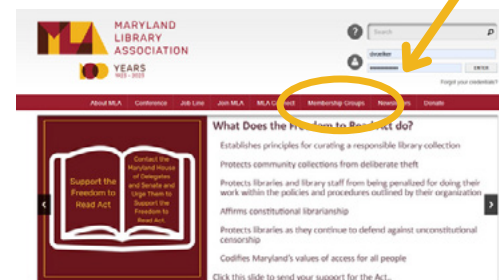 MARYLAND
LIBRARY
ASSOCIATION
100 YEARS
1923 - 2023
?
Search
Forgot your credentials?
About MLA Conference Job Line Join MLA MLA Connect Membership Groups Newsletters Donate
What Does the Freedom to Read Act do?
Establishes principles for curating a responsible library collection
Protects community collections from deliberate theft
Protects libraries and library staff from being penalized for doing their
work within the policies and procedures outlined by their organization
Affirms constitutional librarianship
Protects libraries as they continue to defend against unconstitutional
censorship
Codifies Maryland's values of access for all people
Click this slide to send your support for the Act..
Support the
Freedom to
Read Act
Contact the
Maryland House
of Delegates
and Senate and
Urge Them to
Support the
Freedom to
Read Act